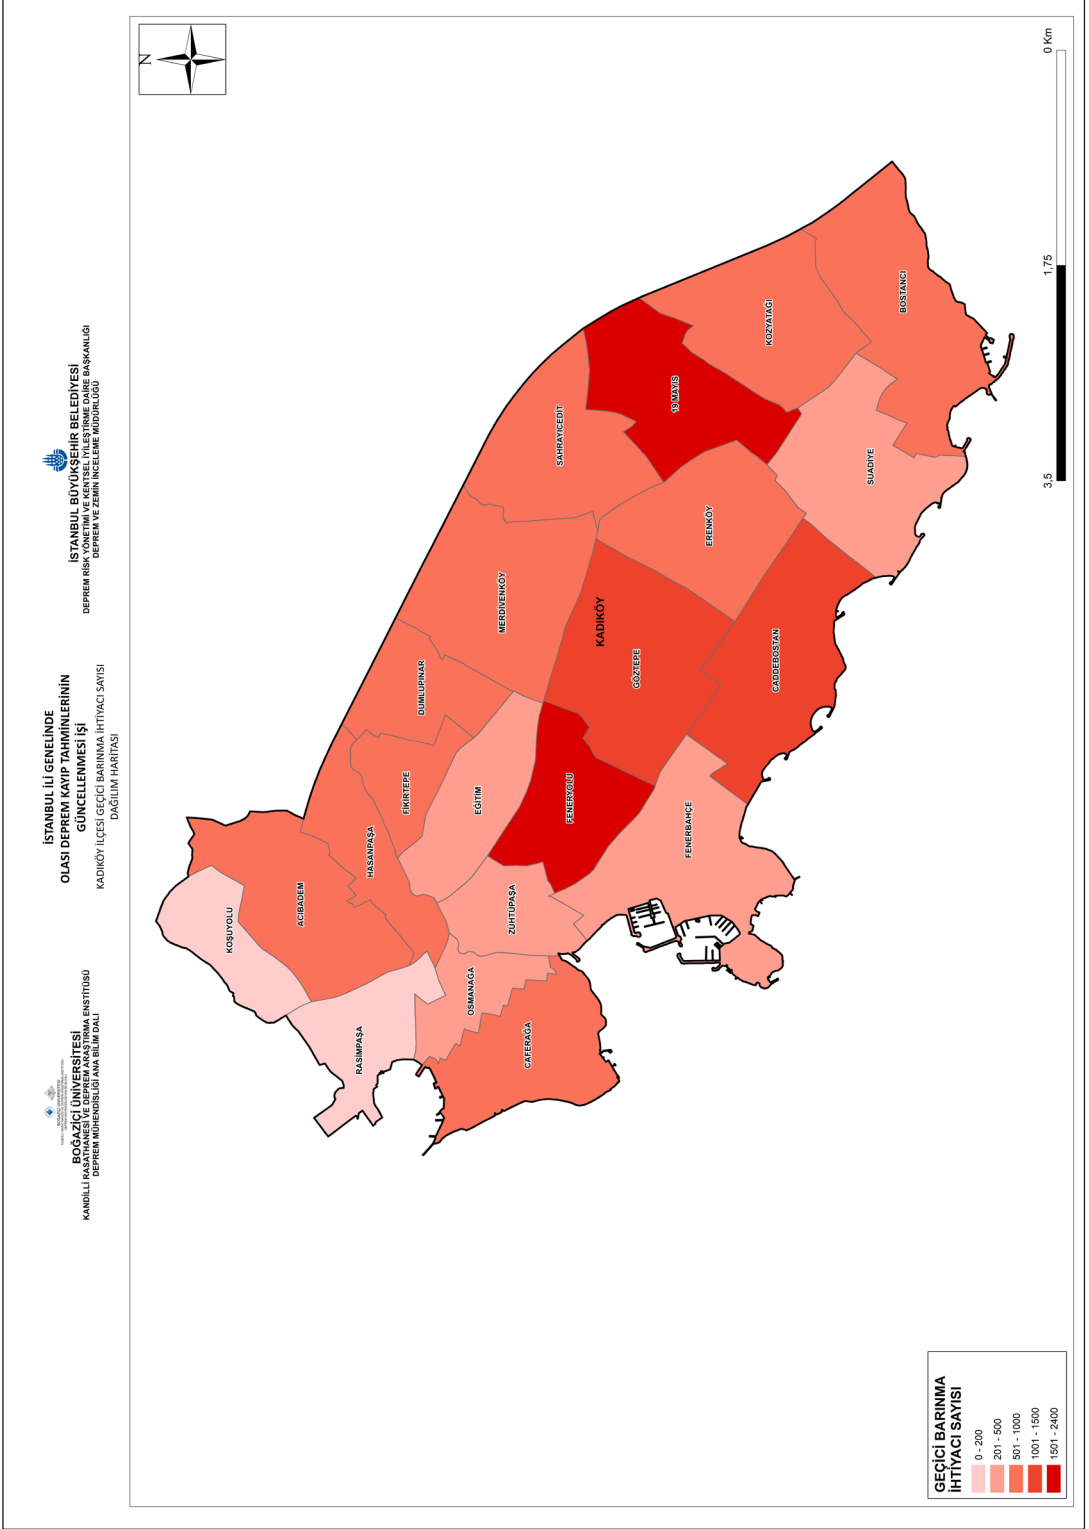 BOĞAZİÇİ ÜNİVERSİTESİ
KANDİLLİ RASATHANESİ VE DEPREM ARAŞTIRMA ENSTİTÜSÜ
DEPREM MÜHENDİSLİĞİ ANA BİLİM DALI
İSTANBUL İLİ GENELİNDE
OLASI DEPREM KAYIP TAHMİNLERİNİN
GÜNCELLENMESİ İŞİ
KADIKÖY İLÇESİ GEÇİCİ BARINMA İHTİYACI SAYISI
DAĞILIM HARİTASI
İSTANBUL BÜYÜKŞEHİR BELEDİYESİ
DEPREM RİSK YÖNETİMİ VE KENTSEL İYİLEŞTİRME DAİRE BAŞKANLIĞI
DEPREM VE ZEMİN İNCELEME MÜDÜRLÜĞÜ
N
KOŞUYOLU
ACIBADEM
RASİMPAŞA
HASANPAŞA
FİKİRTEPE
DUMLUPINAR
OSMANAĞA
EĞİTİM
MERDİVENKÖY
ZÜHTÜPAŞA
CAFERAĞA
SAHRAYICEDİT
FENERYOLU
KADIKÖY
GÖZTEPE
19 MAYIS
FENERBAHÇE
ERENKÖY
KOZYATAĞI
CADDEBOSTAN
SUADİYE
BOSTANCI
GEÇİCİ BARINMA
İHTİYACI SAYISI
0 - 200
201 - 500
501 - 1000
1001 - 1500
1501 - 2400
3,5
1,75
0 Km